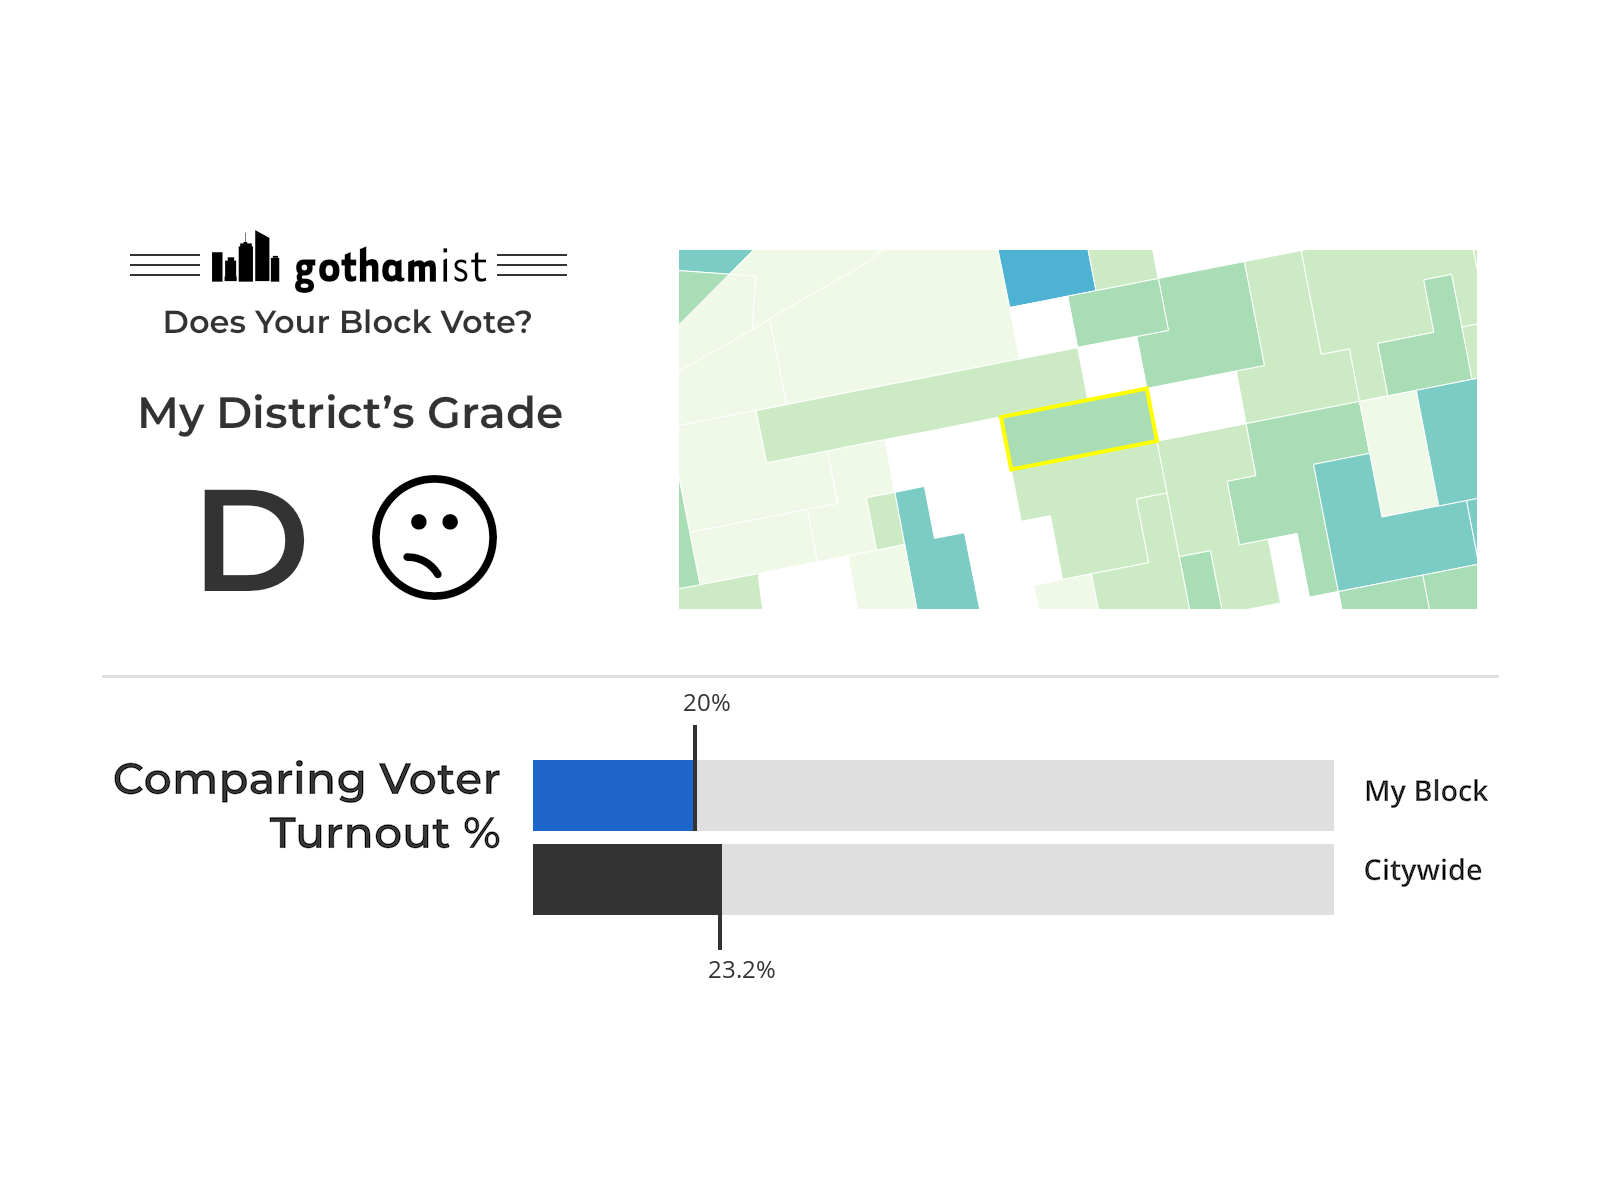 gothamist
Does Your Block Vote?
My District’s Grade
D
20%
Comparing Voter
Turnout %
My Block
Citywide
23.2%